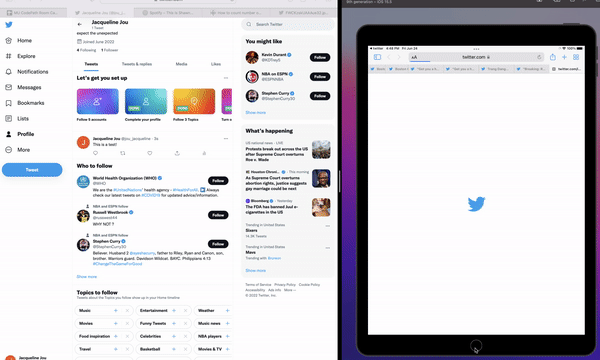 Jacqueline Jou
1 Tweet
expect the unexpected
Joined June 2022
4 Following 1 Follower
Tweets
Tweets & replies
Media
Likes
Home
Explore
Notifications
Messages
Bookmarks
Lists
Profile
More
Tweet
Let's get you set up
Follow 5 accounts
Complete your profile
Follow 3 Topics
Jacqueline Jou
This is a test!
Who to follow
World Health Organization (WHO)
@WHO
Follow
We are the #UnitedNations' health agency - #HealthForAll. Always
check our latest tweets on #COVID19 for updated advice/information.
NBA and ESPN follow
Russell Westbrook
@russwest44
Follow
WHY NOT ?
NBA and ESPN follow
Stephen Curry
@StephenCurry30
Follow
Believer. Husband 2 @ayeshacurry, father to Riley, Ryan and Canon, son,
brother. Warriors guard. Davidson Wildcat. BAYC. Philippians 4:13
#ChangeTheGameForGood
Show more
Topics to follow
Tweets about the Topics you follow show up in your Home timeline.
Music
Entertainment
Weather
Movies
Funny Tweets
Music news
Food inspiration
Celebrities
NBA players
Travel
Basketball
Movies & TV
Jacqueline Jou
Search Twitter
You might like
Kevin Durant
@KDTrey5
Follow
NBA on ESPN
@ESPNNBA
Follow
Stephen Curry
@StephenCurry30
Follow
Show more
What's happening
US national news · LIVE
Protests break out across the
US after Supreme Court overturns
Roe v. Wade
Houston Chroni... · This morning
As Supreme Court overturns
abortion rights, justice suggests
gay marriage could be next
Bloomberg · Yesterday
The FDA has banned Juul e-
cigarettes in the US
Trending in United States
Sixers
14.3K Tweets
Trending in United States
Mavs
Trending with Brunson
Show more
Terms of Service Privacy Policy Cookie Policy
Accessibility Ads info More
© 2022 Twitter, Inc.
twitter 4:48 PM Fri Jun 24
AA
twitter.com